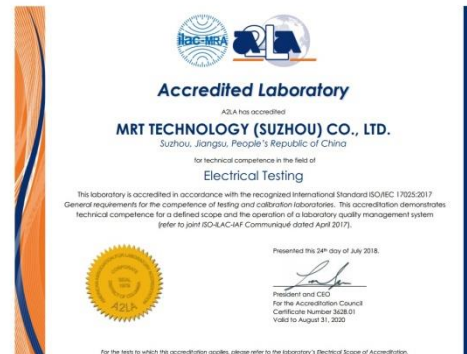 ilac-MRA
A2LA
Accredited Laboratory
A2LA has accredited
MRT TECHNOLOGY (SUZHOU) CO., LTD.
Suzhou, Jiangsu, People's Republic of China
for technical competence in the field of
Electrical Testing
This laboratory is accredited in accordance with the recognized International Standard ISO/IEC 17025:2017
General requirements for the competence of testing and calibration laboratories. This accreditation demonstrates
technical competence for a defined scope and the operation of a laboratory quality management system
(refer to joint ISO-ILAC-IAF Communiqué dated April 2017).
Presented this 24th day of July 2018.
SEAL
1978
A2LA
President and CEO
For the Accreditation Council
Certificate Number 3628.01
Valid to August 31, 2020
For the tests to which this accreditation applies, please refer to the laboratory's Electrical Scope of Accreditation.